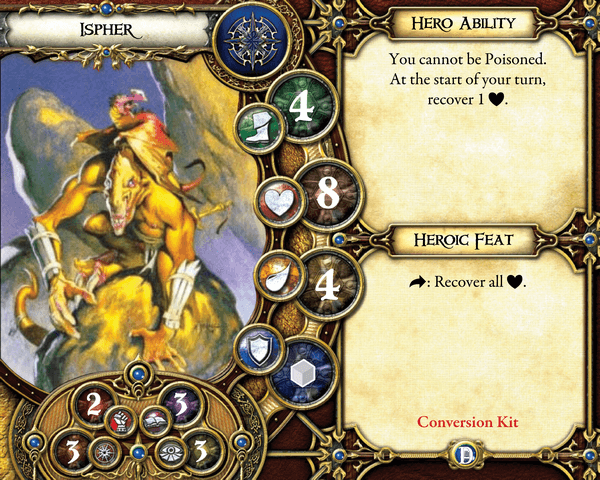 ISPHER
4
8
4
2
3
3
3
HERO ABILITY
You cannot be Poisoned.
At the start of your turn,
recover 1 ♥.
HEROIC FEAT
: Recover all ♥.
Conversion Kit
D